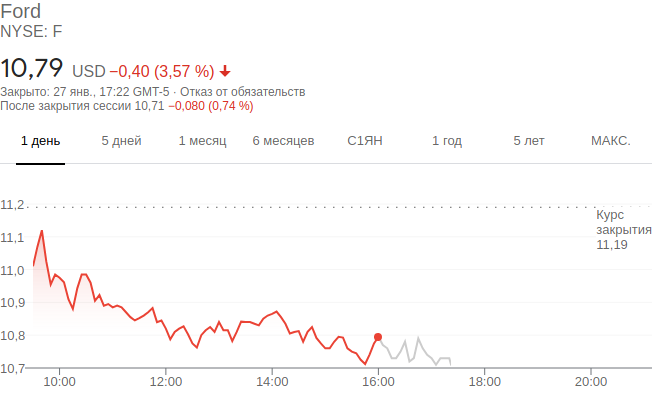 Ford
NYSE: F
10,79 USD −0,40 (3,57 %)
Закрыто: 27 янв., 17:22 GMT-5 · Отказ от обязательств
После закрытия сессии 10,71 −0,080 (0,74 %)
1 день 5 дней 1 месяц 6 месяцев С1ЯН 1 год 5 лет МАКС.
11,2
Курс
закрытия
11,19
11,1
11,0
10,9
10,8
10,7
10:00 12:00 14:00 16:00 18:00 20:00